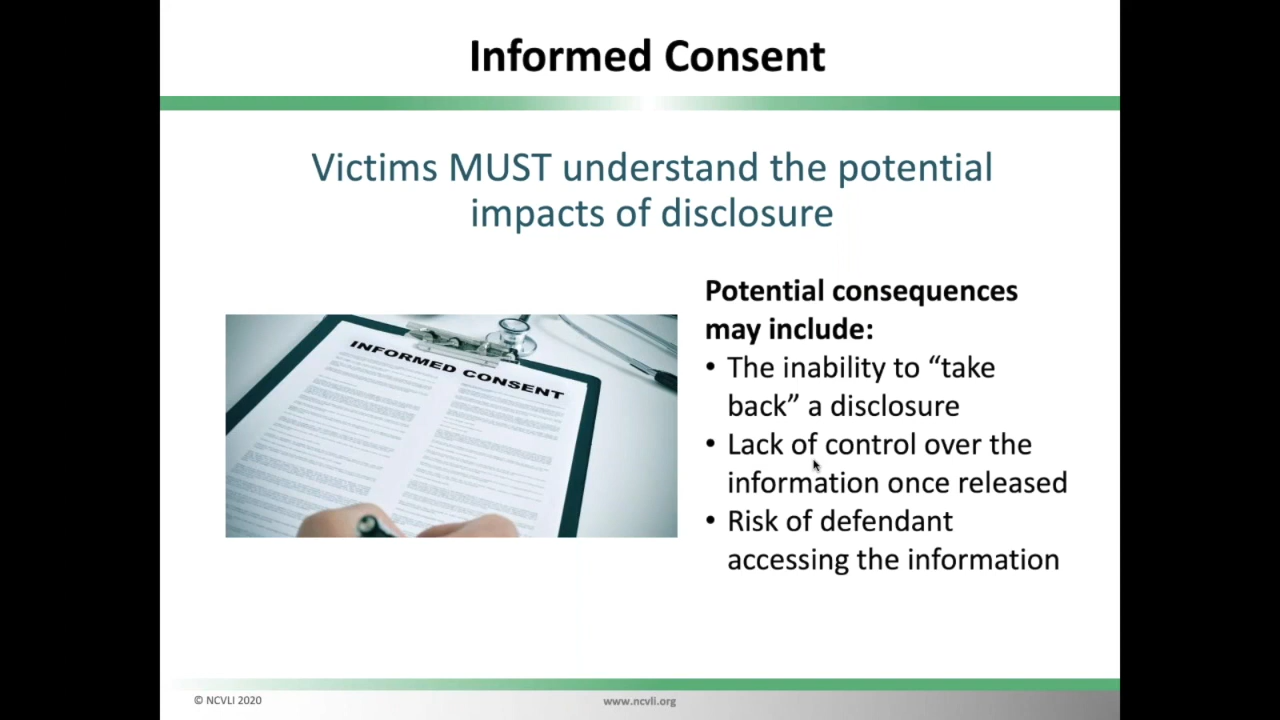 Informed Consent
Victims MUST understand the potential
impacts of disclosure
Potential consequences
may include:
• The inability to “take
back” a disclosure
• Lack of control over the
information once released
• Risk of defendant
accessing the information
INFORMED CONSENT
© NCVLI 2020
www.ncvli.org